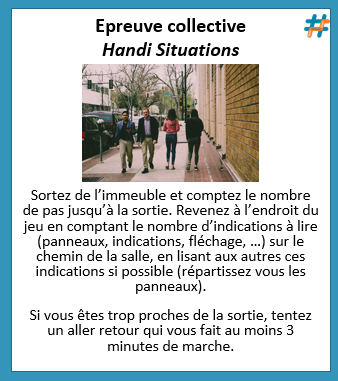 Epreuve collective
Handi Situations
Sortez de l’immeuble et comptez le nombre
de pas jusqu’à la sortie. Revenez à l’endroit du
jeu en comptant le nombre d’indications à lire
(panneaux, indications, fléchage, …) sur le
chemin de la salle, en lisant aux autres ces
indications si possible (répartissez vous les
panneaux).
Si vous êtes trop proches de la sortie, tentez
un aller retour qui vous fait au moins 3
minutes de marche.